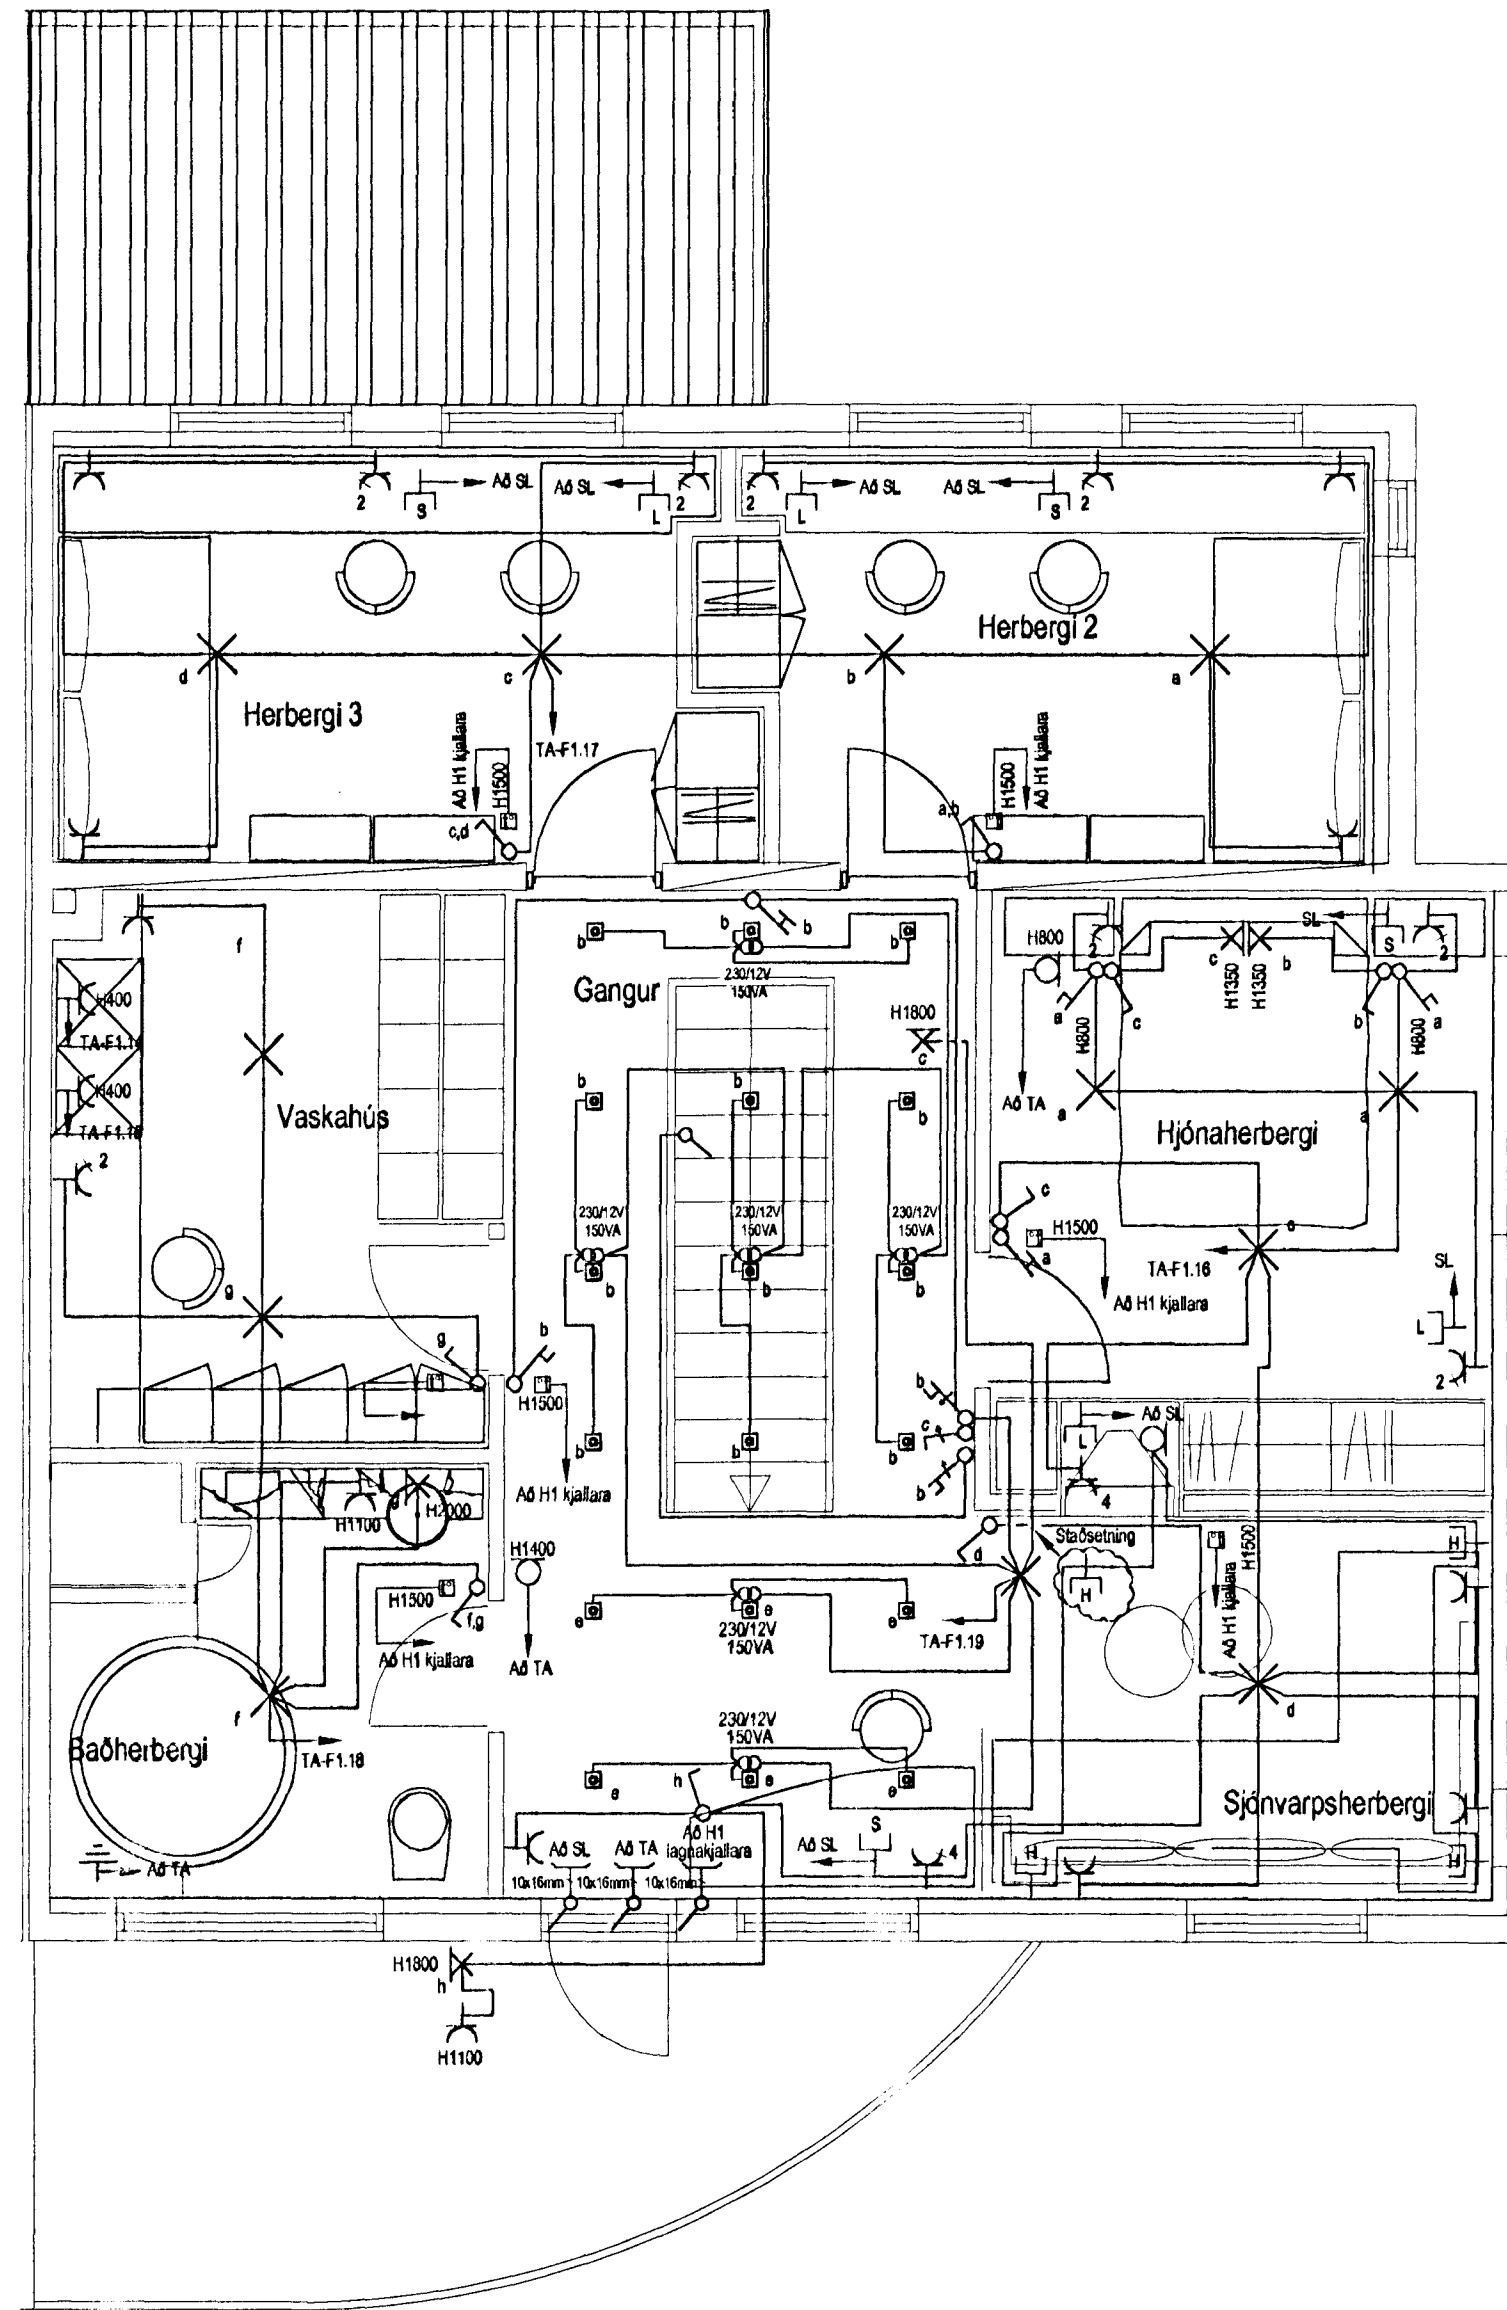 2
S
Að SL
Að SL
L
2
2
L
Að SL
Að SL
S
2
Herbergi 2
d
c
b
a
Herbergi 3
TA-F1.17
Að H1 kjallara
H1500
c,d
a,b
H1500
Að H1 kjallara
f
b
b
b
b
230/12V
150VA
Gangur
H800
2
SL
S
2
c
H1350
H1350
b
H400
TA-F1.14
H1800
c
a
H800
c
b
H800
a
H400
b
b
b
Að TA
a
a
Vaskahús
Hjónaherbergi
2
c
230/12V
150VA
230/12V
150VA
230/12V
150VA
H1500
a
TA-F1.16
SL
g
b
b
b
Að H1 kjallara
L
g
b
H1500
2
b
c
b
b
b
b
Að SL
L
4
g
H2000
H1100
Að H1 kjallara
H1400
d
Staðsetning
H
H1500
H
Að H1 kjallara
H1500
f,g
e
e
e
230/12V
150VA
TA-F1.19
Að H1 kjallara
Að TA
d
f
Baðherbergi
TA-F1.18
230/12V
150VA
e
h
e
e
Sjónvarpsherbergi
Að H1
lagnakjallara
Að SL
Að TA
S
Að SL
4
H
H
Að TA
10x16mm
10x16mm
10x16mm
H1800
h
H1100